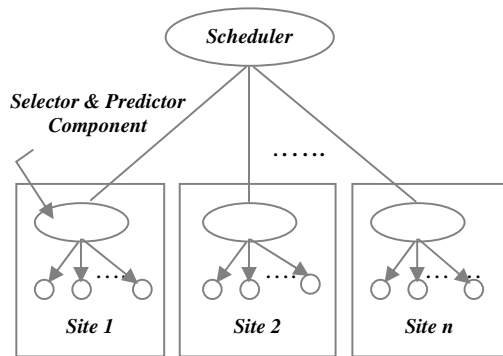 Scheduler
Selector & Predictor
Component
......
.... .... .... ...
Site 1 Site 2 Site n